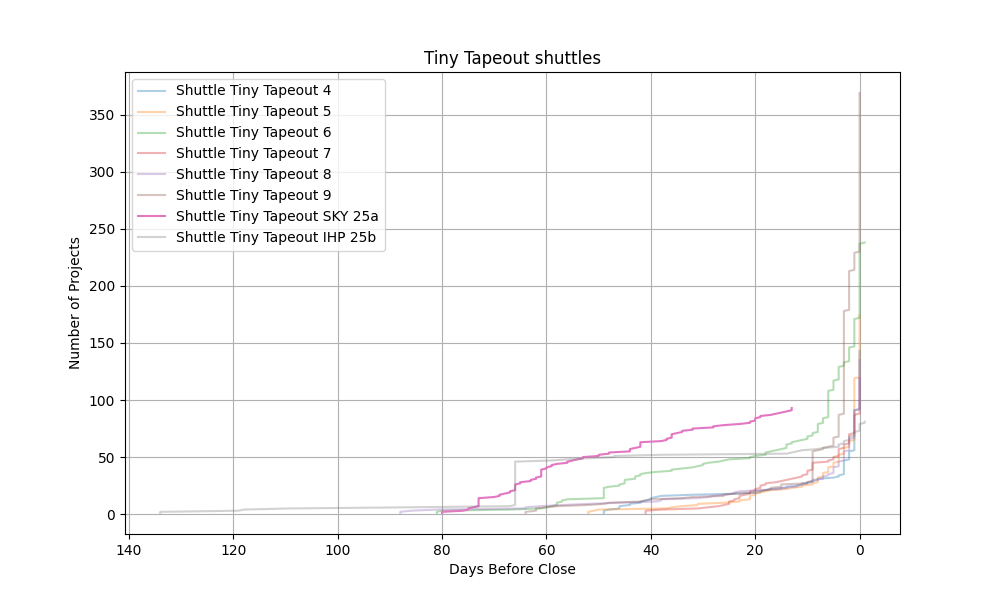 Tiny Tapeout shuttles
Shuttle Tiny Tapeout 4
Shuttle Tiny Tapeout 5
Shuttle Tiny Tapeout 6
Shuttle Tiny Tapeout 7
Shuttle Tiny Tapeout 8
Shuttle Tiny Tapeout 9
Shuttle Tiny Tapeout SKY 25a
Shuttle Tiny Tapeout IHP 25b
Number of Projects
350
300
250
200
150
100
50
0
140 120 100 80 60 40 20 0
Days Before Close